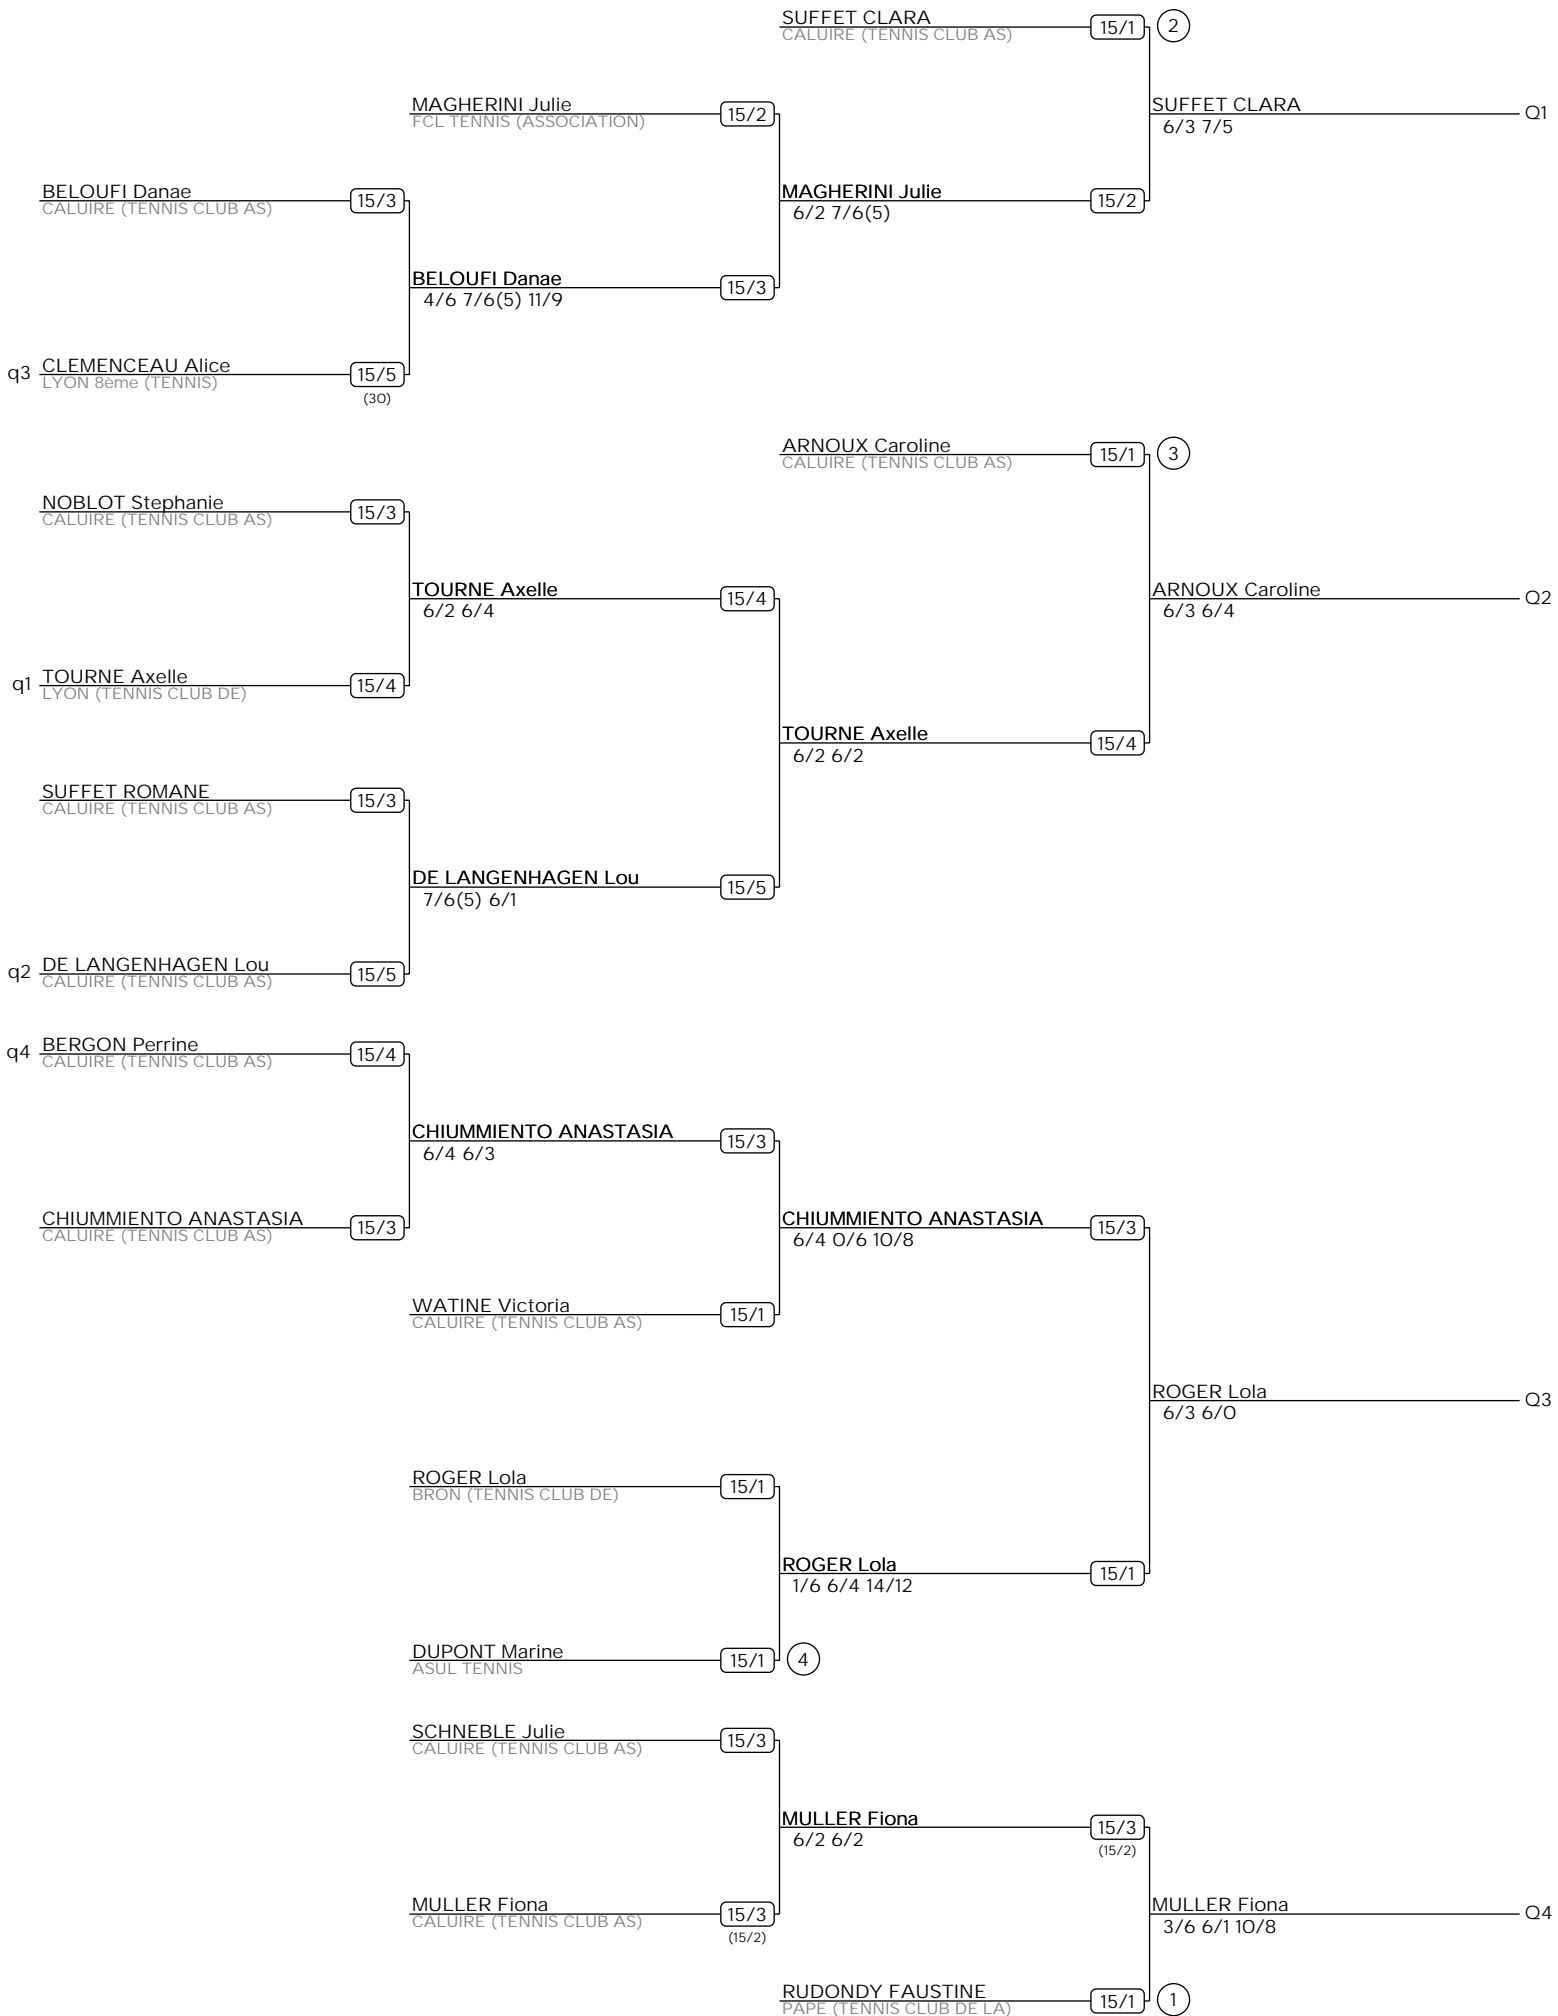 SUFFET CLARA
CALUIRE (TENNIS CLUB AS)
15/1
2
MAGHERINI Julie
FCL TENNIS (ASSOCIATION)
15/2
SUFFET CLARA
6/3 7/5
Q1
BELOUFI Danae
CALUIRE (TENNIS CLUB AS)
15/3
MAGHERINI Julie
6/2 7/6(5)
15/2
BELOUFI Danae
4/6 7/6(5) 11/9
15/3
q3
CLEMENCEAU Alice
LYON 8ème (TENNIS)
15/5
(30)
ARNOUX Caroline
CALUIRE (TENNIS CLUB AS)
15/1
3
NOBLOT Stephanie
CALUIRE (TENNIS CLUB AS)
15/3
TOURNE Axelle
6/2 6/4
15/4
ARNOUX Caroline
6/3 6/4
Q2
q1
TOURNE Axelle
LYON (TENNIS CLUB DE)
15/4
TOURNE Axelle
6/2 6/2
15/4
SUFFET ROMANE
CALUIRE (TENNIS CLUB AS)
15/3
DE LANGENHAGEN Lou
7/6(5) 6/1
15/5
q2
DE LANGENHAGEN Lou
CALUIRE (TENNIS CLUB AS)
15/5
q4
BERGON Perrine
CALUIRE (TENNIS CLUB AS)
15/4
CHIUMMIENTO ANASTASIA
6/4 6/3
15/3
CHIUMMIENTO ANASTASIA
CALUIRE (TENNIS CLUB AS)
15/3
CHIUMMIENTO ANASTASIA
6/4 0/6 10/8
15/3
WATINE Victoria
CALUIRE (TENNIS CLUB AS)
15/1
ROGER Lola
6/3 6/0
Q3
ROGER Lola
BRON (TENNIS CLUB DE)
15/1
ROGER Lola
1/6 6/4 14/12
15/1
DUPONT Marine
ASUL TENNIS
15/1
4
SCHNEBLE Julie
CALUIRE (TENNIS CLUB AS)
15/3
MULLER Fiona
6/2 6/2
15/3
(15/2)
MULLER Fiona
CALUIRE (TENNIS CLUB AS)
15/3
(15/2)
MULLER Fiona
3/6 6/1 10/8
Q4
RUDONDY FAUSTINE
PAPE (TENNIS CLUB DE LA)
15/1
1